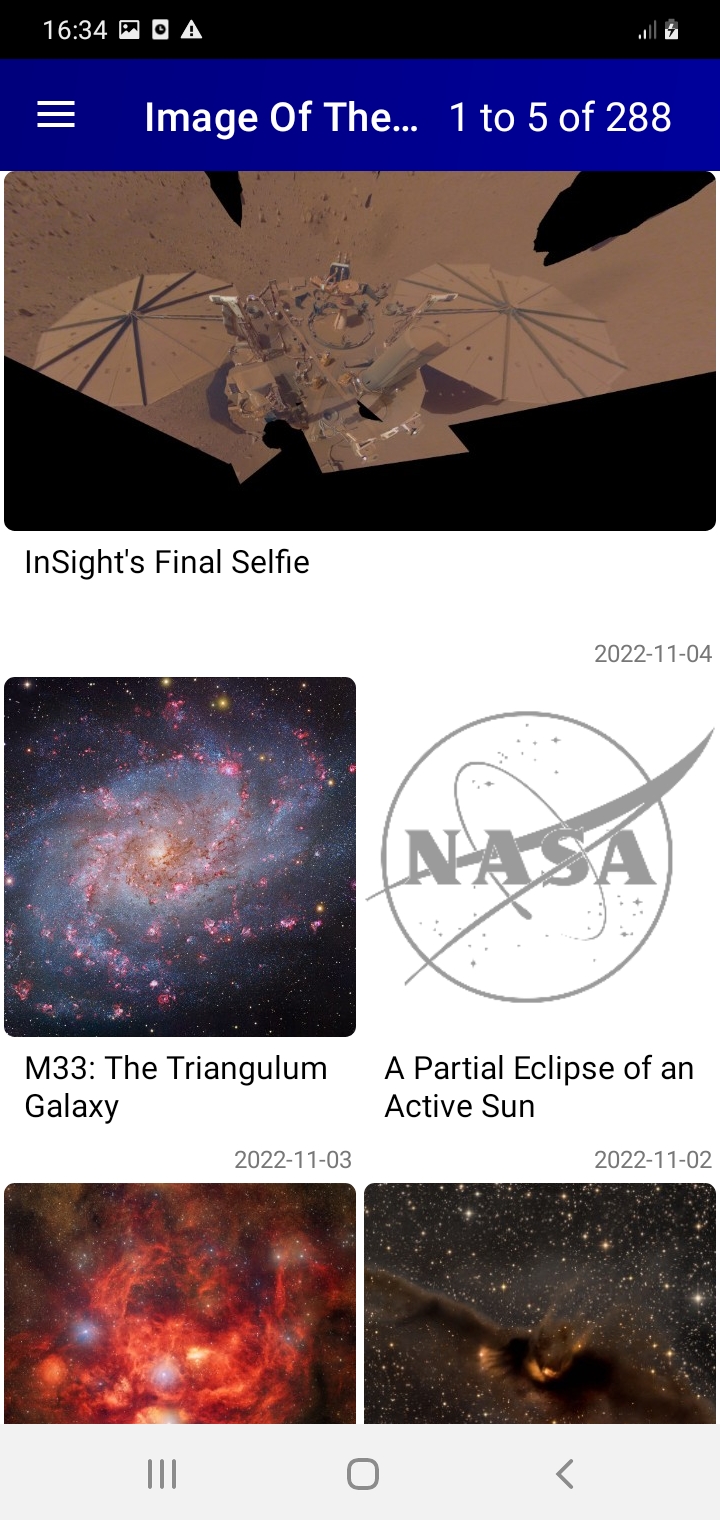 16:34
Image Of The... 1 to 5 of 288
InSight's Final Selfie
2022-11-04
NASA
M33: The Triangulum
Galaxy
2022-11-03
A Partial Eclipse of an
Active Sun
2022-11-02